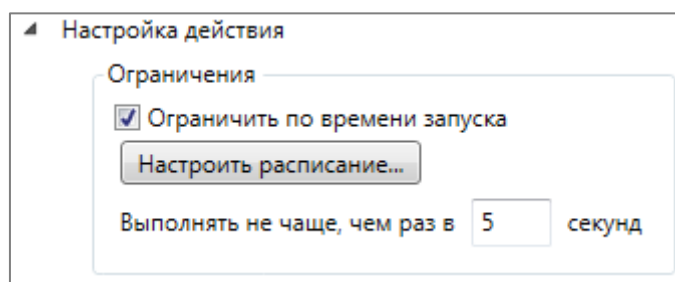 Настройка действия
Ограничения
Ограничить по времени запуска
Настроить расписание...
Выполнять не чаще, чем раз в 5 секунд